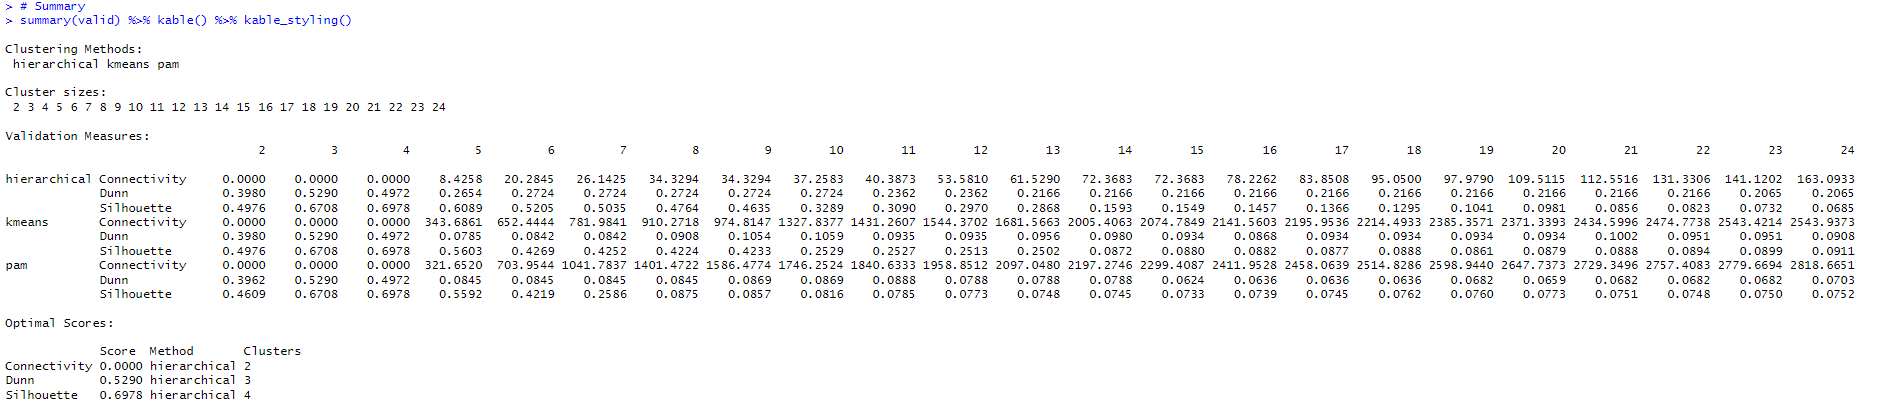 > # Summary
> summary(valid) %>% kable() %>% kable_styling()
Clustering Methods:
 hierarchical kmeans pam
Cluster sizes:
 2 3 4 5 6 7 8 9 10 11 12 13 14 15 16 17 18 19 20 21 22 23 24
Validation Measures:
 2 3 4 5 6 7 8 9 10 11 12 13 14 15 16 17 18 19 20 21 22 23 24
hierarchical Connectivity 0.0000 0.0000 0.0000 8.4258 20.2845 26.1425 34.3294 34.3294 37.2583 40.3873 53.5810 61.5290 72.3683 72.3683 78.2262 83.8508 95.0500 97.9790 109.5115 112.5516 131.3306 141.1202 163.0933
 Dunn 0.3980 0.5290 0.4972 0.2654 0.2724 0.2724 0.2724 0.2724 0.2724 0.2362 0.2362 0.2166 0.2166 0.2166 0.2166 0.2166 0.2166 0.2166 0.2166 0.2166 0.2166 0.2065 0.2065
 Silhouette 0.4976 0.6708 0.6978 0.6089 0.5205 0.5035 0.4764 0.4635 0.3289 0.3090 0.2970 0.2868 0.1593 0.1549 0.1457 0.1366 0.1295 0.1041 0.0981 0.0856 0.0823 0.0732 0.0685
kmeans Connectivity 0.0000 0.0000 0.0000 343.6861 652.4444 781.9841 910.2718 974.8147 1327.8377 1431.2607 1544.3702 1681.5663 2005.4063 2074.7849 2141.5603 2195.9536 2214.4933 2385.3571 2371.3393 2434.5996 2474.7738 2543.4214 2543.9373
 Dunn 0.3980 0.5290 0.4972 0.0785 0.0842 0.0842 0.0908 0.1054 0.1059 0.0935 0.0935 0.0956 0.0980 0.0934 0.0868 0.0934 0.0934 0.0934 0.0934 0.1002 0.0951 0.0951 0.0908
 Silhouette 0.4976 0.6708 0.6978 0.5603 0.4269 0.4252 0.4224 0.4233 0.2529 0.2527 0.2513 0.2502 0.0872 0.0880 0.0882 0.0877 0.0888 0.0861 0.0879 0.0888 0.0894 0.0899 0.0911
pam Connectivity 0.0000 0.0000 0.0000 321.6520 703.9544 1041.7837 1401.4722 1586.4774 1746.2524 1840.6333 1958.8512 2097.0480 2197.2746 2299.4087 2411.9528 2458.0639 2514.8286 2598.9440 2647.7373 2729.3496 2757.4083 2779.6694 2818.6651
 Dunn 0.3962 0.5290 0.4972 0.0845 0.0845 0.0845 0.0845 0.0869 0.0869 0.0888 0.0788 0.0788 0.0788 0.0624 0.0636 0.0636 0.0636 0.0682 0.0659 0.0682 0.0682 0.0682 0.0703
 Silhouette 0.4609 0.6708 0.6978 0.5592 0.4219 0.2586 0.0875 0.0857 0.0816 0.0785 0.0773 0.0748 0.0745 0.0733 0.0739 0.0745 0.0762 0.0760 0.0773 0.0751 0.0748 0.0750 0.0752
Optimal Scores:
 Score Method Clusters
Connectivity 0.0000 hierarchical 2
Dunn 0.5290 hierarchical 3
Silhouette 0.6978 hierarchical 4